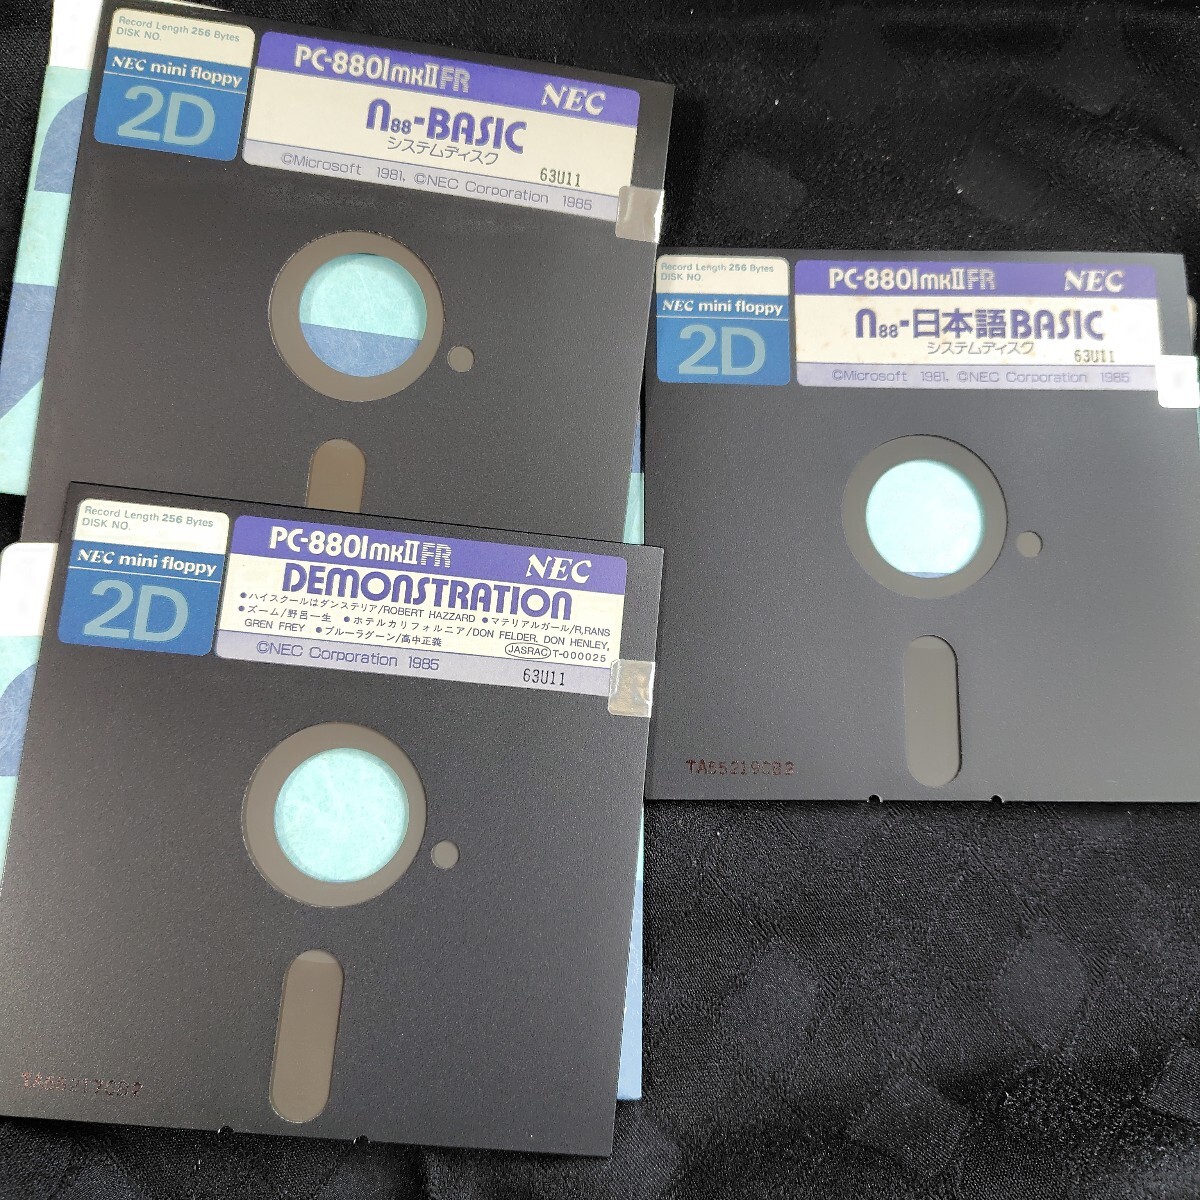 Record Length 256 Bytes
DISK NO.
NEC mini floppy
2D
PC-8801mkⅡFR
NEC
n88-BASIC
システムディスク
63U11
©Microsoft 1981, ©NEC Corporation 1985
Record Length 256 Bytes
DISK NO.
NEC mini floppy
2D
PC-8801mkⅡFR
NEC
n88-日本語BASIC
システムディスク
63U11
©Microsoft 1981, ©NEC Corporation 1985
Record Length 256 Bytes
DISK NO.
NEC mini floppy
2D
PC-8801mkⅡFR
NEC
DEMONSTRATION
●ハイスクールはダンステリア/ROBERT HAZZARD ●マテリアルガール/R,RANS
●ズーム/野呂一生 ●ホテルカリフォルニア/DON FELDER, DON HENLEY,
GREN FREY ●ブルーラグーン/高中正義
JASRAC T-000025
©NEC Corporation 1985
63U11